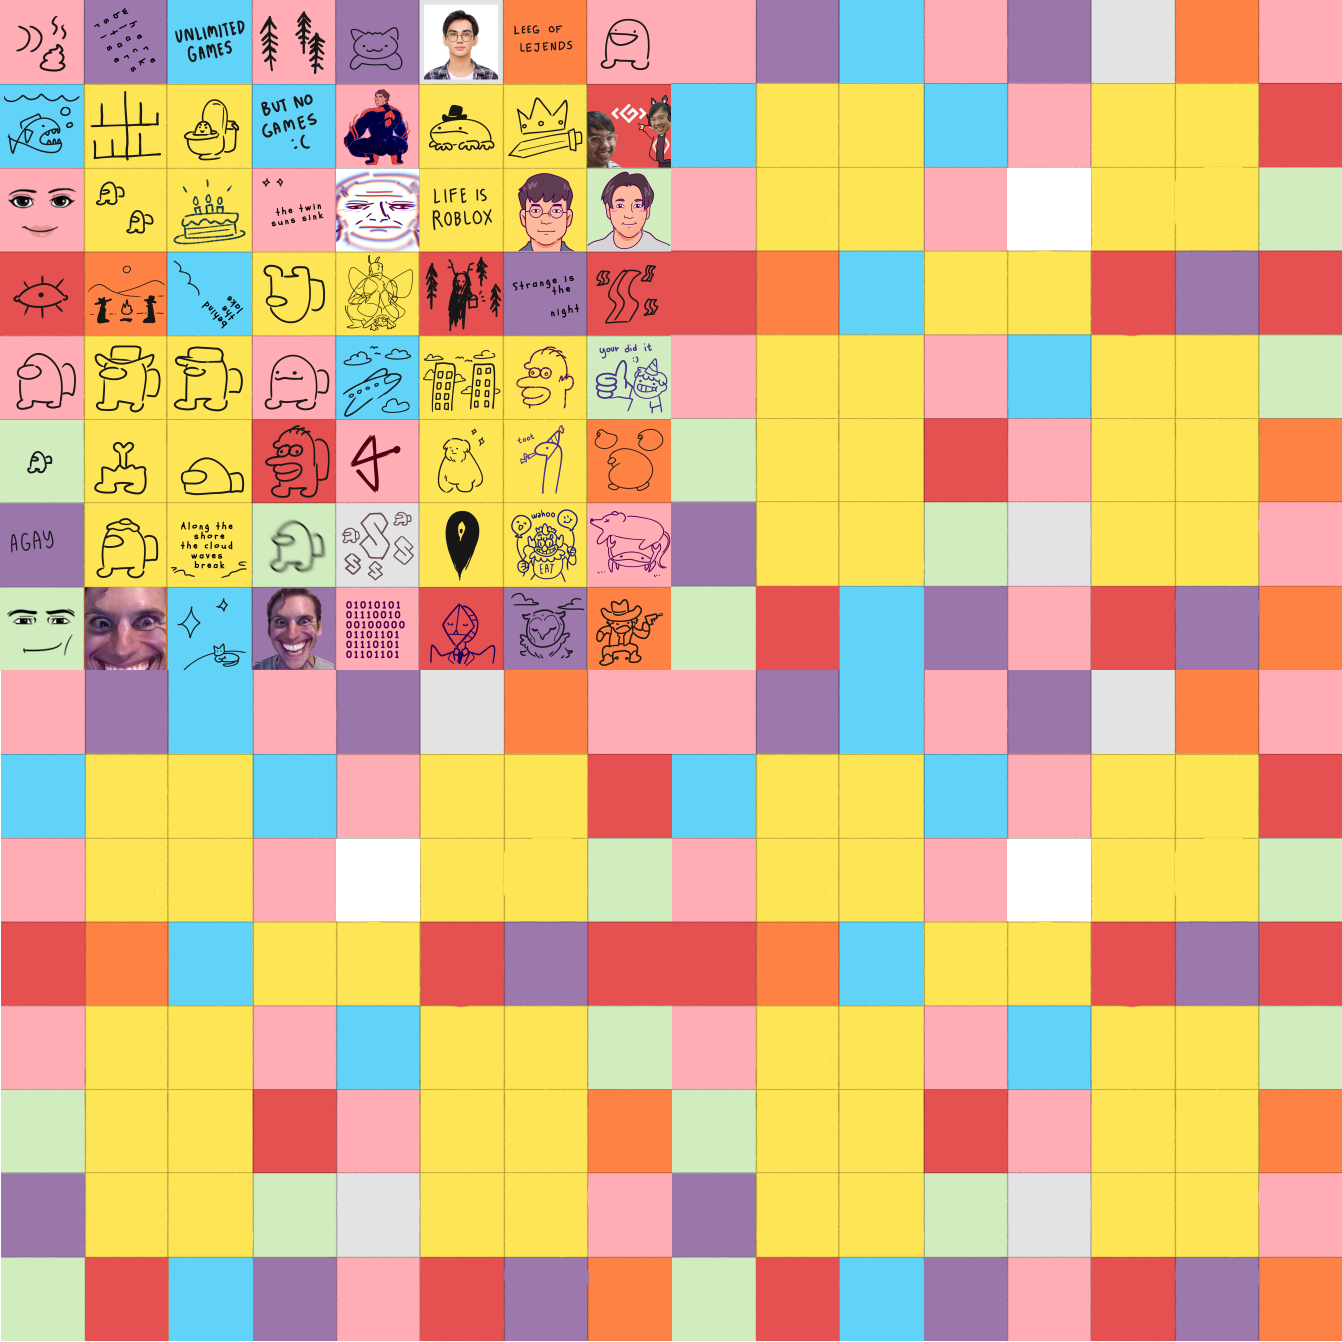 UNLIMITED
GAMES
LEEG OF
LEJENDS
BUT NO
GAMES
:C
the twin
suns sink
LIFE IS
ROBLOX
behind
the
lake
Strange is
the
night
your did it
:)
toot
AGAY
Along the
shore
the cloud
waves
break
wahoo
EAT
01010101
01110010
00100000
01101101
01110101
01101101